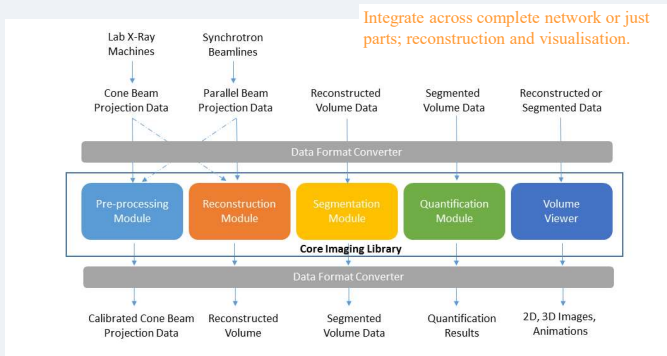 Integrate across complete network or just
parts; reconstruction and visualisation.
Lab X-Ray
Machines
Synchrotron
Beamlines
Cone Beam
Projection Data
Parallel Beam
Projection Data
Reconstructed
Volume Data
Segmented
Volume Data
Reconstructed or
Segmented Data
Data Format Converter
Pre-processing
Module
Reconstruction
Module
Segmentation
Module
Quantification
Module
Volume
Viewer
Core Imaging Library
Data Format Converter
Calibrated Cone Beam
Projection Data
Reconstructed
Volume
Segmented
Volume Data
Quantification
Results
2D, 3D Images,
Animations